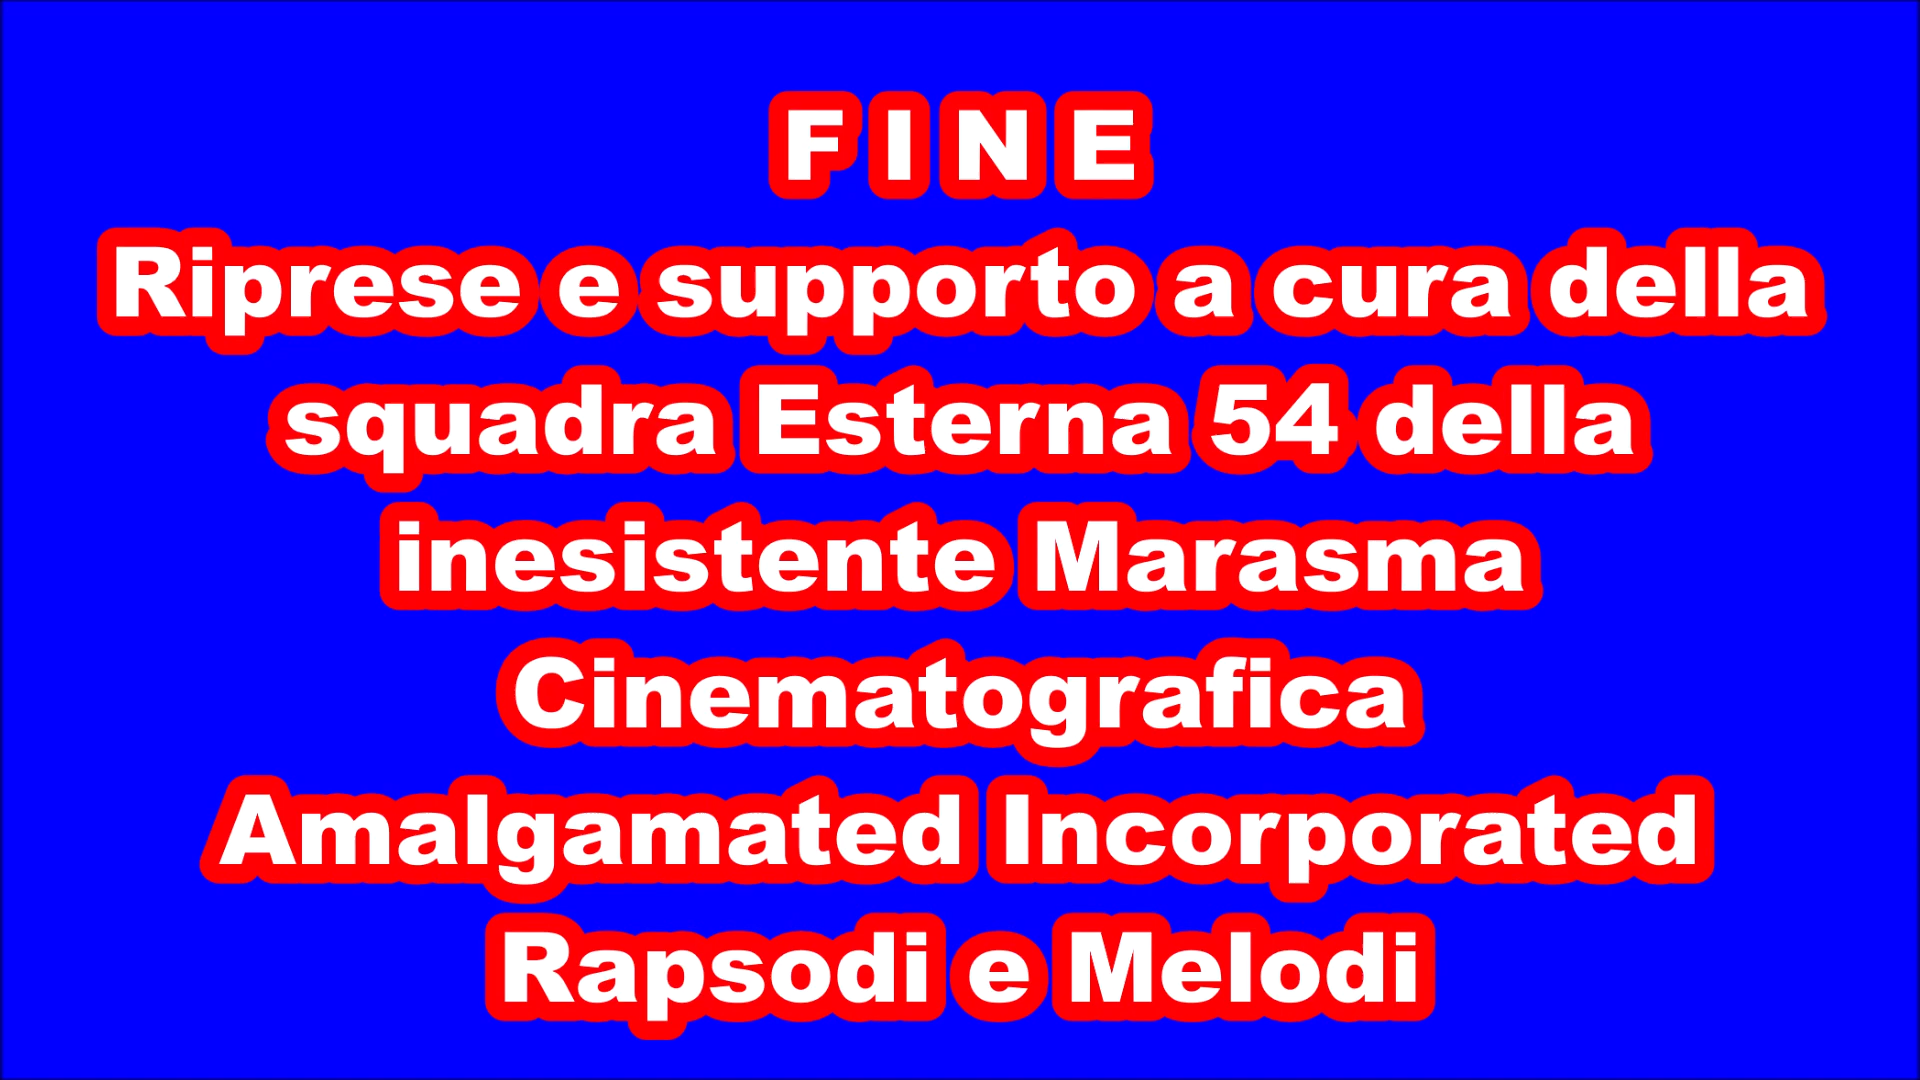 F I N E
Riprese e supporto a cura della
squadra Esterna 54 della
inesistente Marasma
Cinematografica
Amalgamated Incorporated
Rapsodi e Melodi